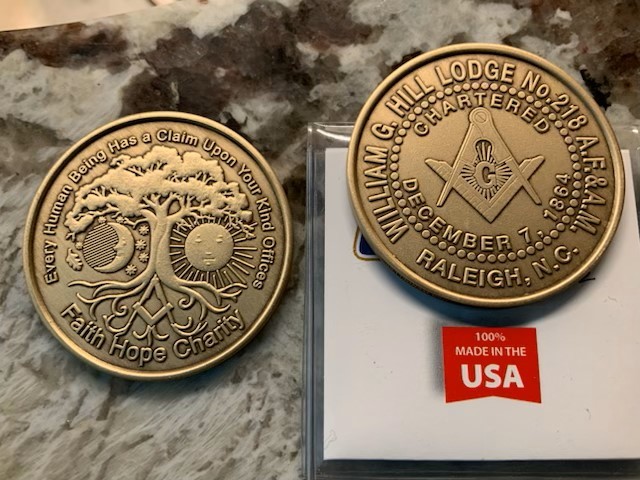 Every Human Being Has a Claim Upon Your Kind Offices
Faith Hope Charity
WILLIAM G. HILL LODGE No. 218 A.F.&A.M.
CHARTERED
G
DECEMBER 7, 1864
RALEIGH, N.C.
100%
MADE IN THE
USA